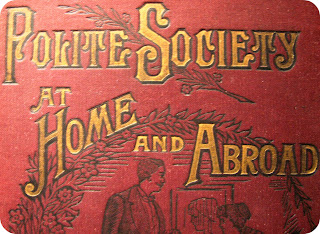 POLITE SOCIETY
AT
HOME
AND ABROAD